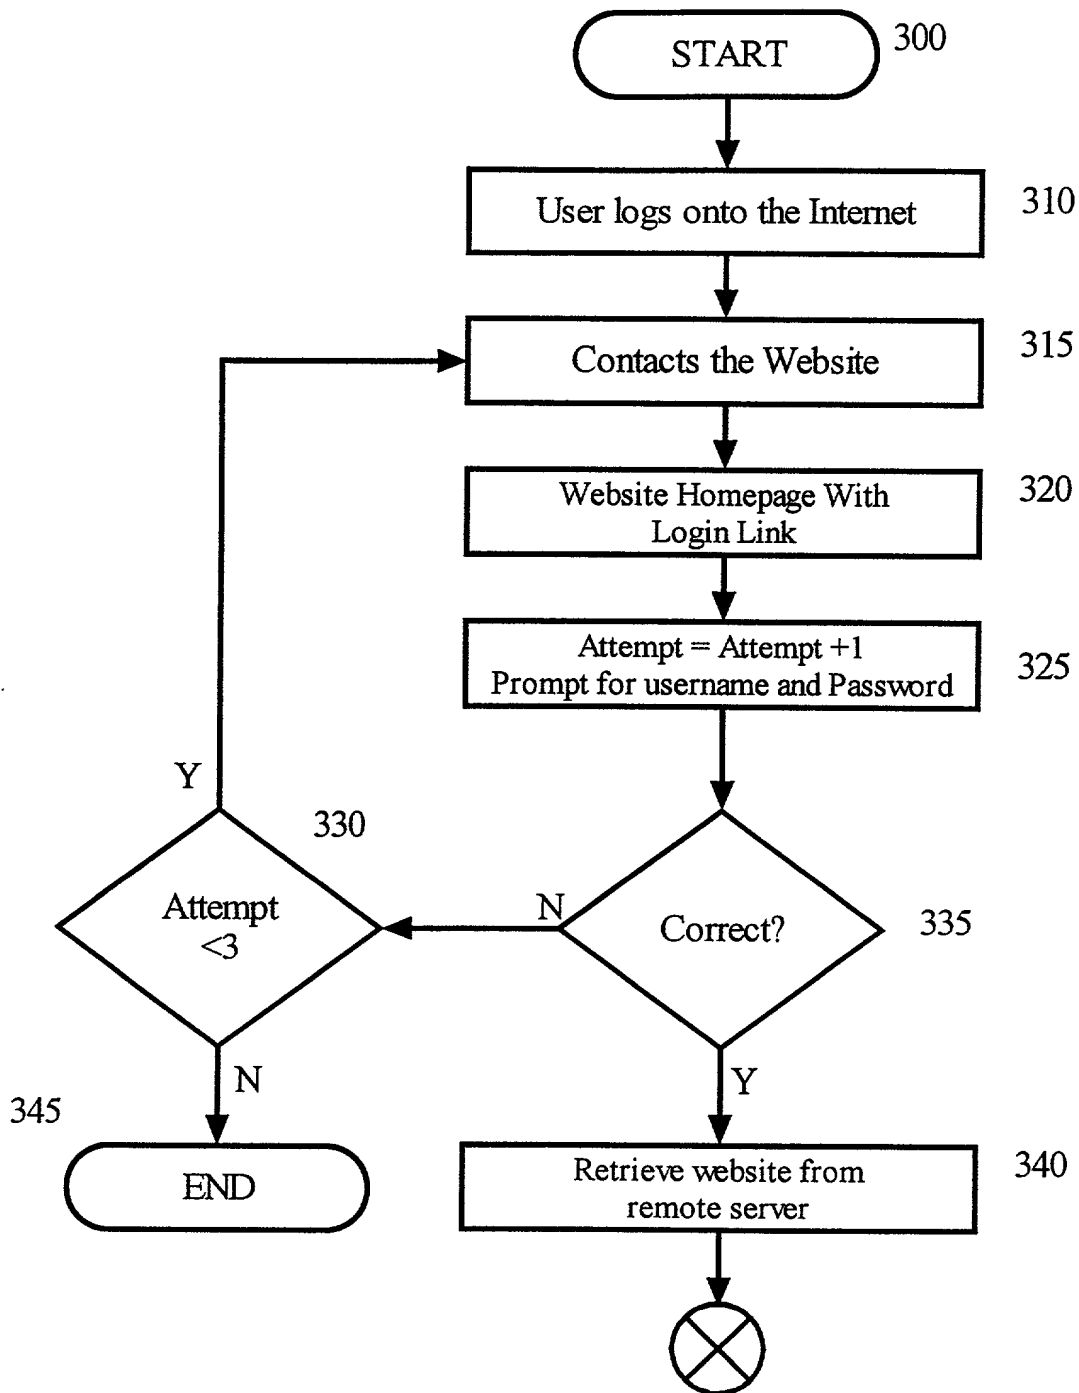 START
300
User logs onto the Internet
310
Contacts the Website
315
Website Homepage With
Login Link
320
Attempt = Attempt +1
Prompt for username and Password
325
Y
330
Attempt
<3
N
Correct?
335
N
Y
345
END
Retrieve website from
remote server
340